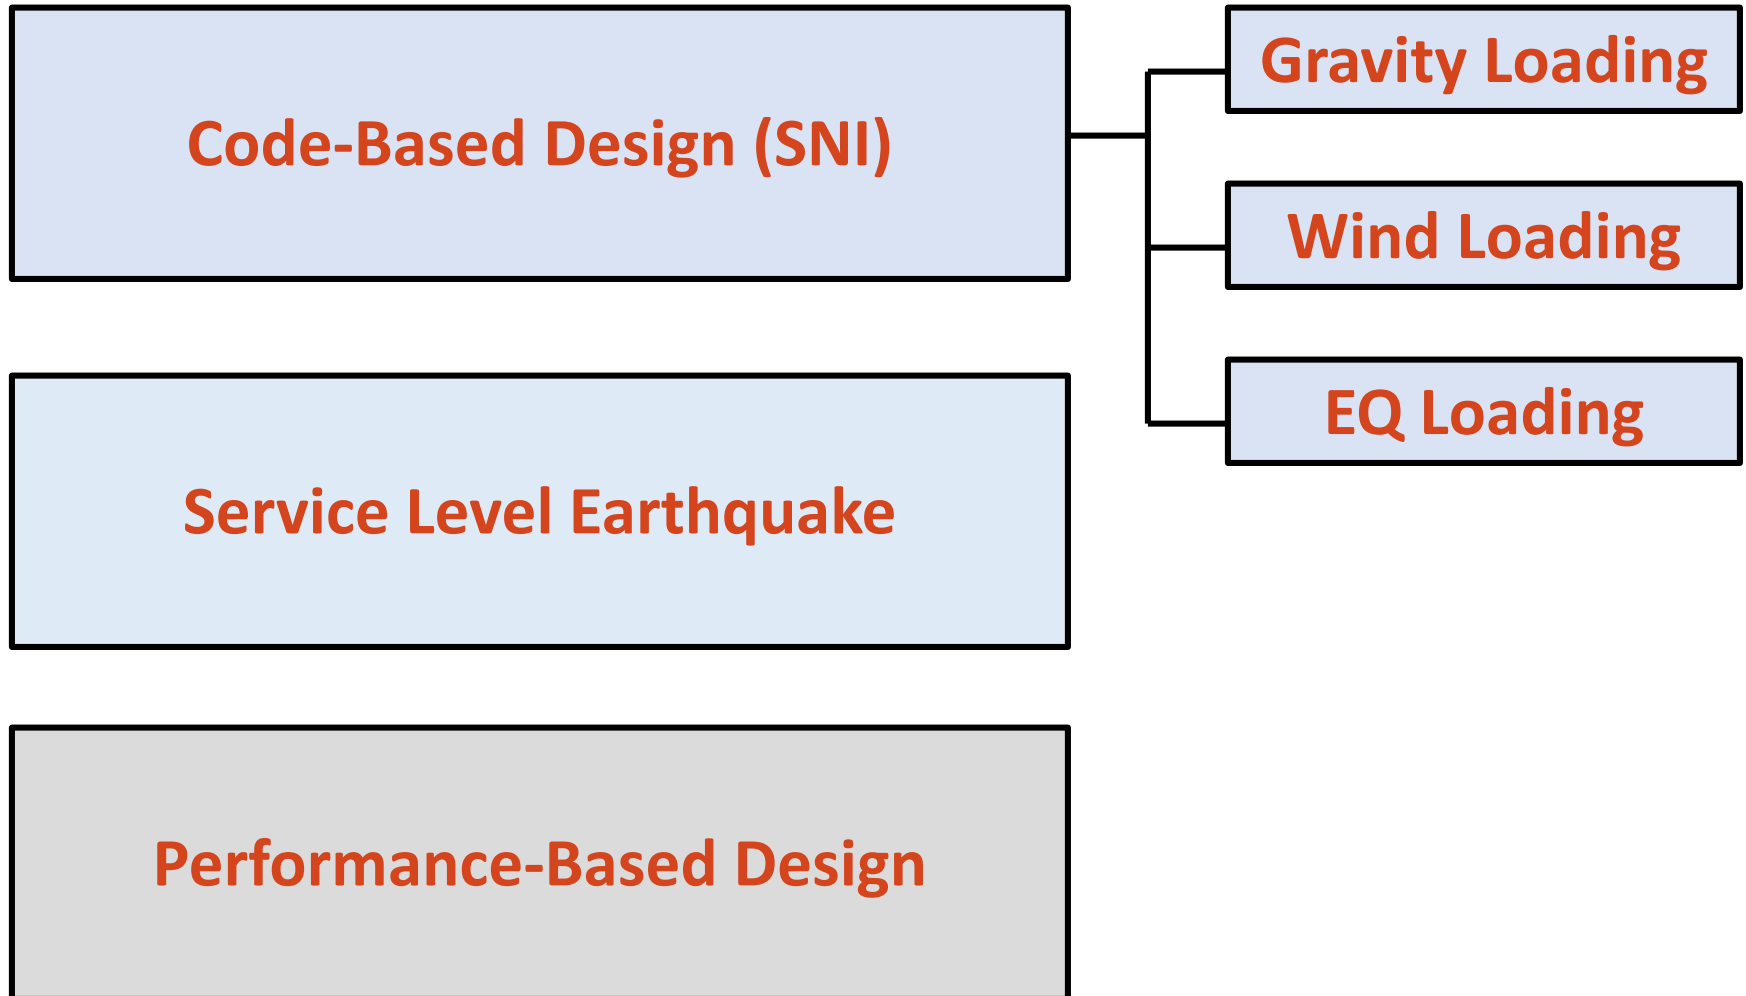 Code-Based Design (SNI)
Gravity Loading
Wind Loading
EQ Loading
Service Level Earthquake
Performance-Based Design